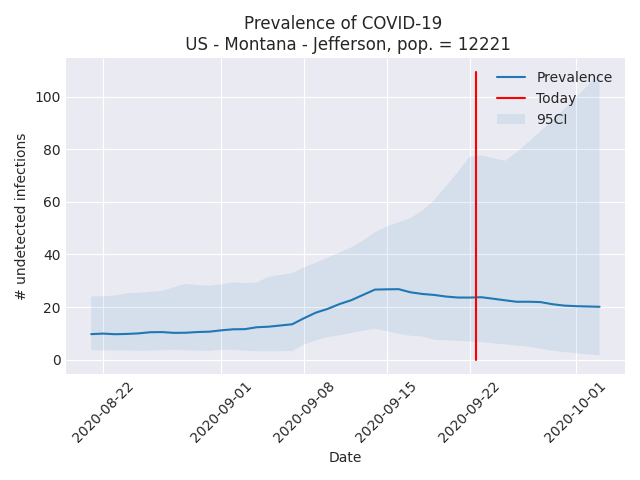 Prevalence of COVID-19
US - Montana - Jefferson, pop. = 12221
Prevalence
Today
95CI
# undetected infections
100
80
60
40
20
0
2020-08-22
2020-09-01
2020-09-08
2020-09-15
2020-09-22
2020-10-01
Date